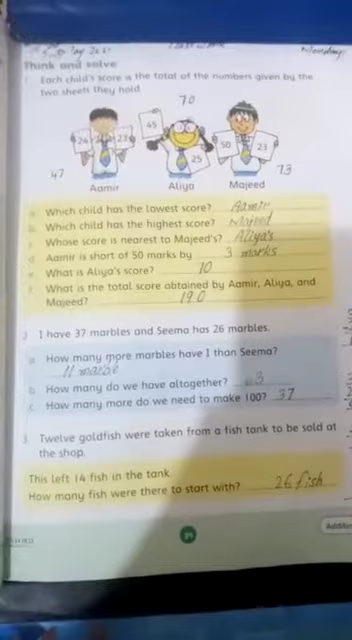 Monday
Think and solve
1. Each child's score is the total of the numbers given by the
two sheets they hold.
70
24 23 45 25 50 23
47 73
Aamir Aliya Majeed
a. Which child has the lowest score? Aamir
b. Which child has the highest score? Majeed
c. Whose score is nearest to Majeed's? Aliya's
d. Aamir is short of 50 marks by 3 marks
e. What is Aliya's score? 70
f. What is the total score obtained by Aamir, Aliya, and
Majeed? 190
2. I have 37 marbles and Seema has 26 marbles.
a. How many more marbles have I than Seema?
11 marble
b. How many do we have altogether? 63
c. How many more do we need to make 100? 37
3. Twelve goldfish were taken from a fish tank to be sold at
the shop.
This left 14 fish in the tank.
How many fish were there to start with? 26 fish